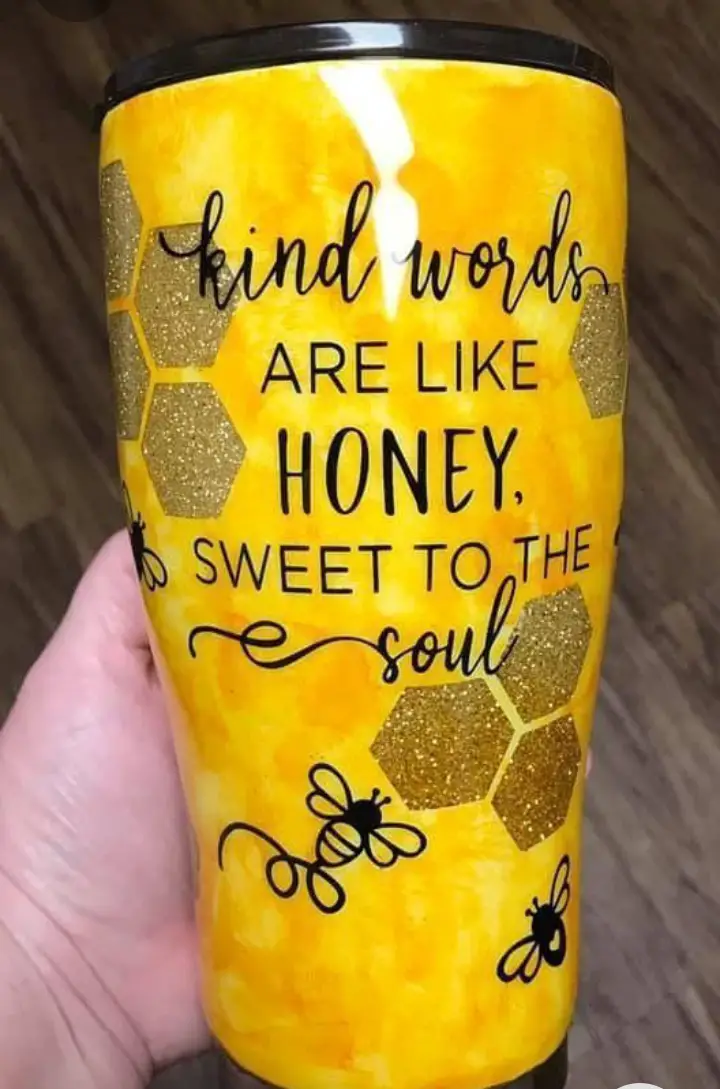 kind words
ARE LIKE
HONEY,
SWEET TO THE
soul